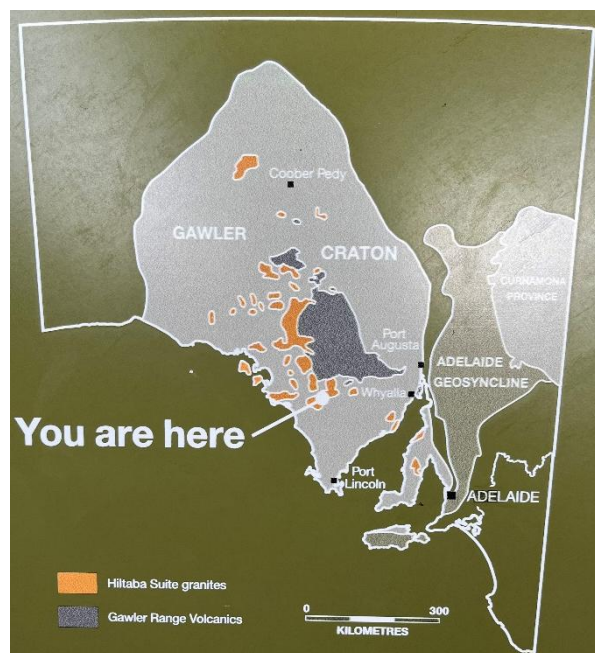 Coober Pedy
GAWLER
CRATON
CURNAMONA
PROVINCE
Port
Augusta
ADELAIDE
GEOSYNCLINE
Whyalla
You are here
Port
Lincoln
ADELAIDE
Hiltaba Suite granites
Gawler Range Volcanics
0 300
KILOMETRES